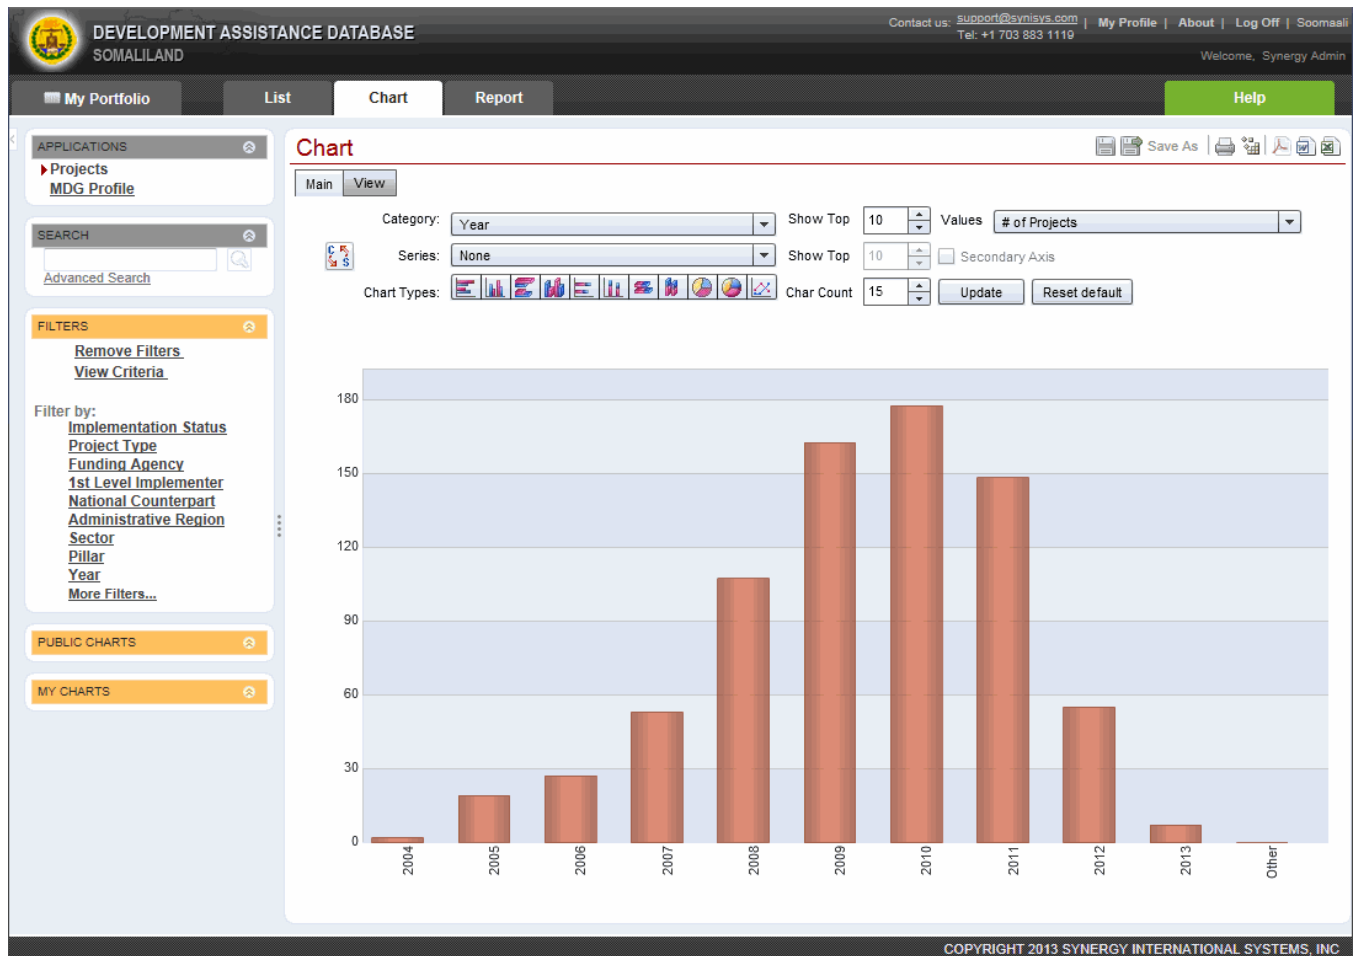 DEVELOPMENT ASSISTANCE DATABASE
SOMALILAND
Contact us: support@synisys.com | My Profile | About | Log Off | Soomaali
Tel: +1 703 883 1119
Welcome, Synergy Admin
My Portfolio List Chart Report Help
APPLICATIONS
Projects
MDG Profile
SEARCH
Advanced Search
FILTERS
Remove Filters
View Criteria
Filter by:
Implementation Status
Project Type
Funding Agency
1st Level Implementer
National Counterpart
Administrative Region
Sector
Pillar
Year
More Filters...
PUBLIC CHARTS
MY CHARTS
Chart
Save As
Main View
Category: Year Show Top 10 Values # of Projects
C S Series: None Show Top 10 Secondary Axis
Chart Types: Char Count 15 Update Reset default
180
150
120
90
60
30
0
2004 2005 2006 2007 2008 2009 2010 2011 2012 2013 Other
COPYRIGHT 2013 SYNERGY INTERNATIONAL SYSTEMS, INC